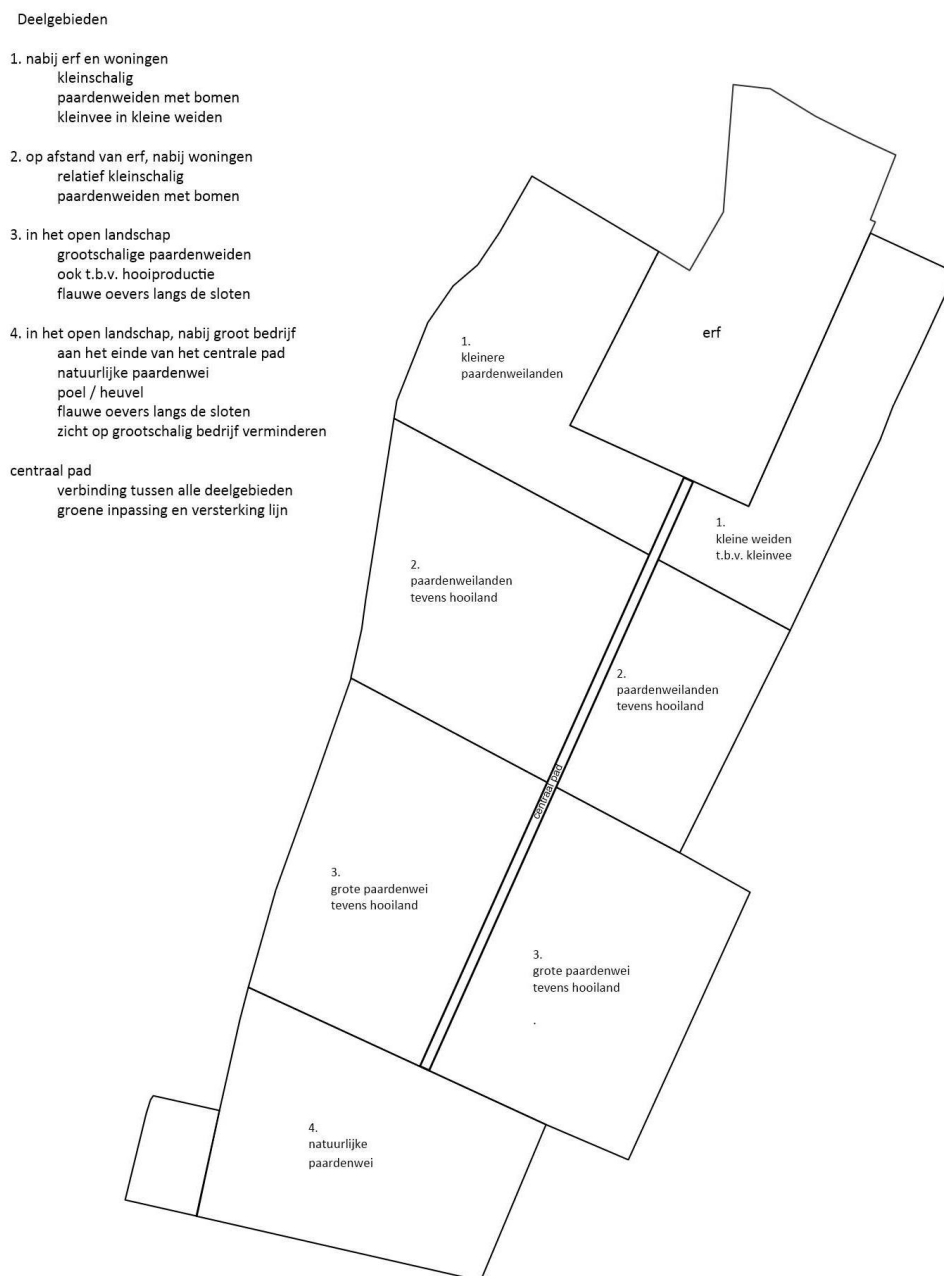 Deelgebieden
1. nabij erf en woningen
kleinschalig
paardenweiden met bomen
kleinvee in kleine weiden
2. op afstand van erf, nabij woningen
relatief kleinschalig
paardenweiden met bomen
3. in het open landschap
grootschalige paardenweiden
ook t.b.v. hooiproductie
flauwe oevers langs de sloten
4. in het open landschap, nabij groot bedrijf
aan het einde van het centrale pad
natuurlijke paardenwei
poel / heuvel
flauwe oevers langs de sloten
zicht op grootschalig bedrijf verminderen
centraal pad
verbinding tussen alle deelgebieden
groene inpassing en versterking lijn
erf
1.
kleinere
paardenweilanden
1.
kleine weiden
t.b.v. kleinvee
2.
paardenweilanden
tevens hooiland
2.
paardenweilanden
tevens hooiland
centraal pad
3.
grote paardenwei
tevens hooiland
3.
grote paardenwei
tevens hooiland
.
4.
natuurlijke
paardenwei